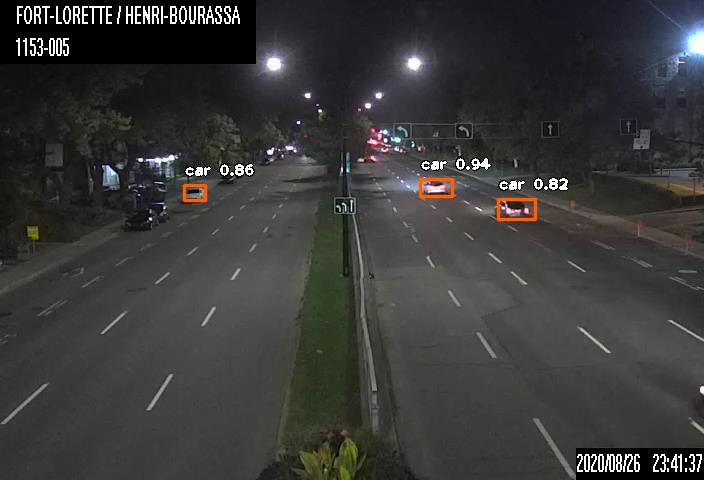 FORT-LORETTE / HENRI-BOURASSA
1153-005
car 0.86
car 0.94
car 0.82
2020/08/26 23:41:37